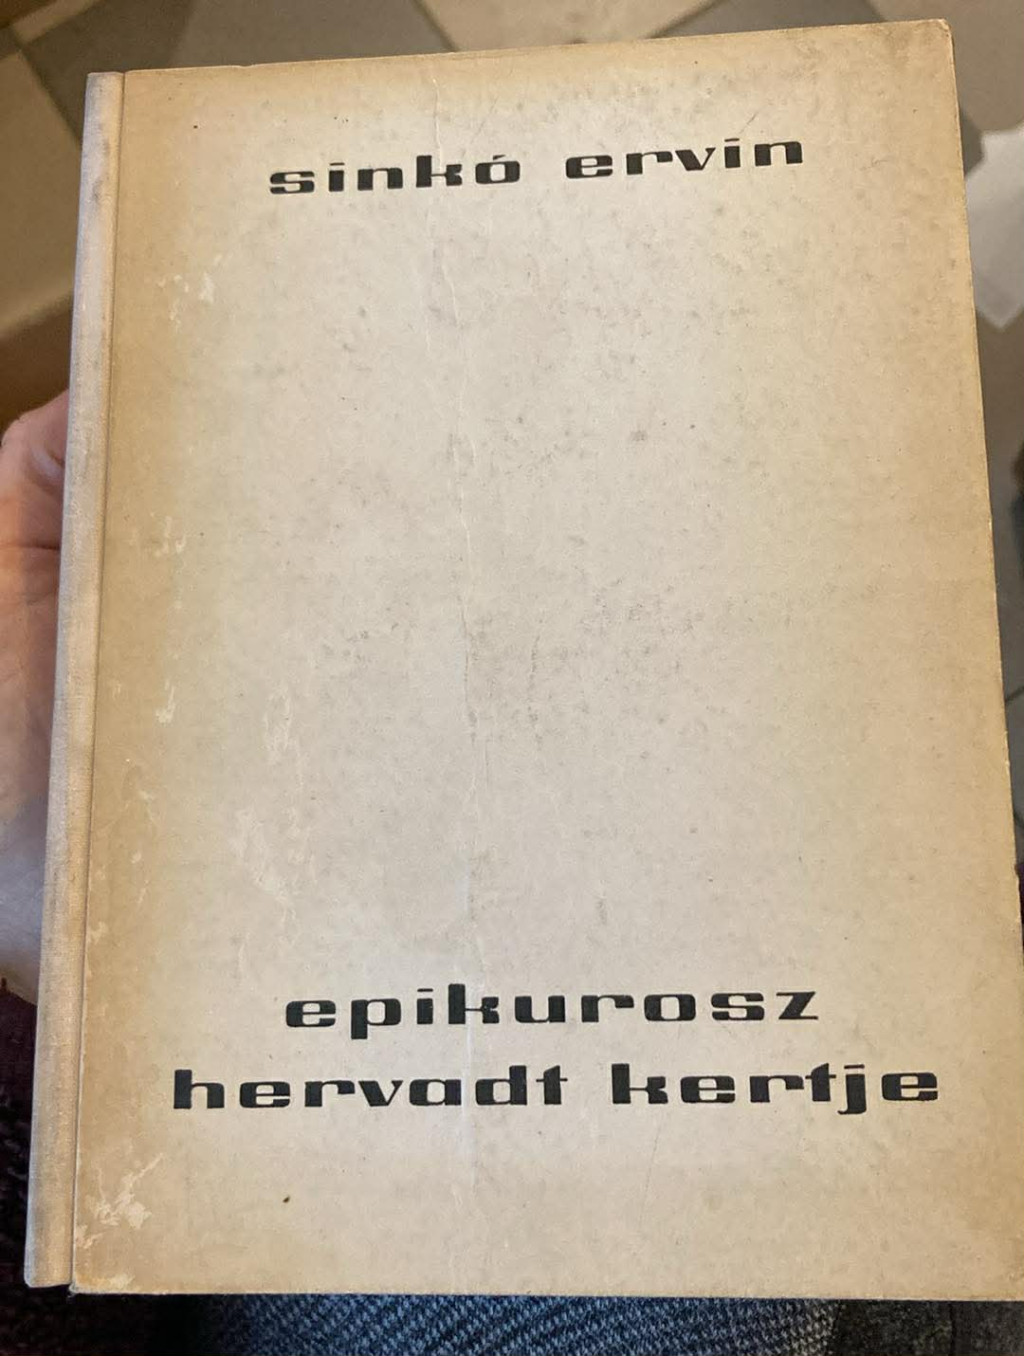 sinkó ervin
epikurosz
hervadt kertje